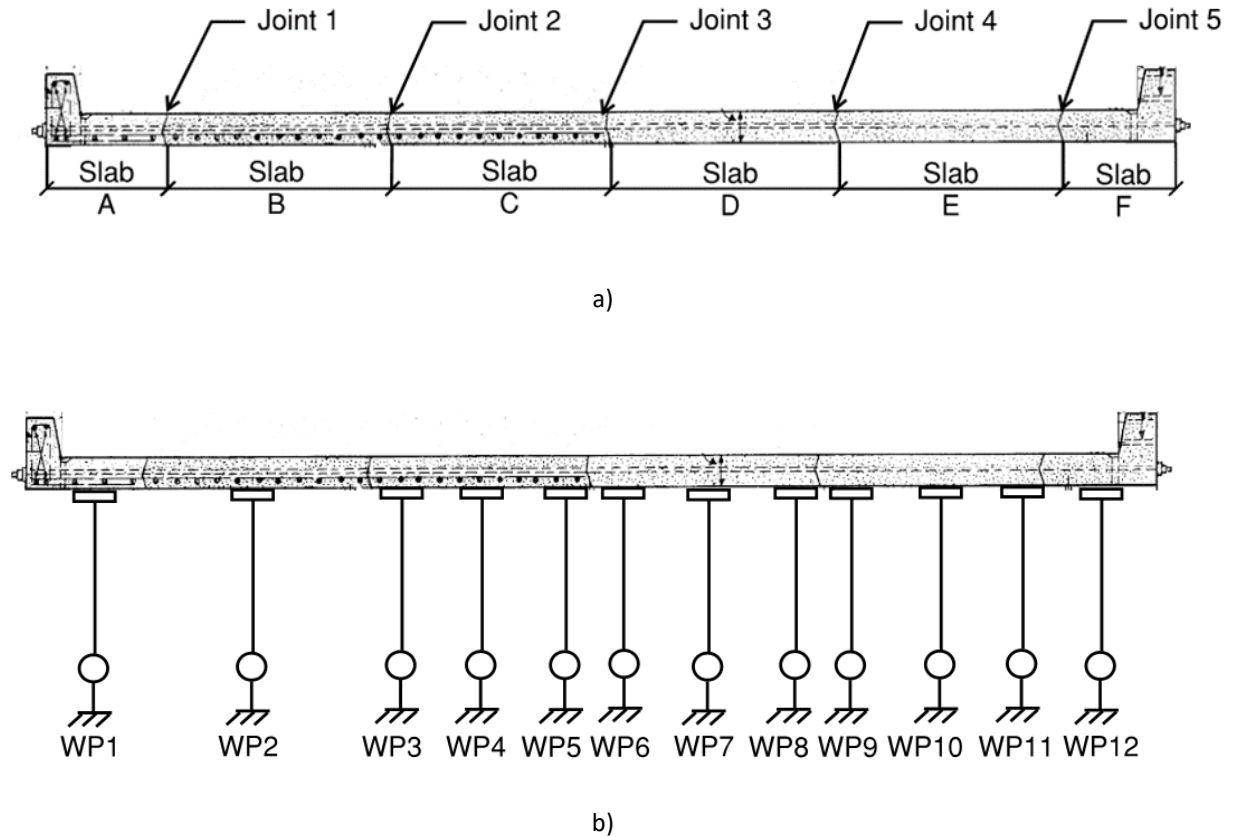 Joint 1 Joint 2 Joint 3 Joint 4 Joint 5
Slab Slab Slab Slab Slab Slab
A B C D E F
a)
WP1 WP2 WP3 WP4 WP5 WP6 WP7 WP8 WP9 WP10 WP11 WP12
b)